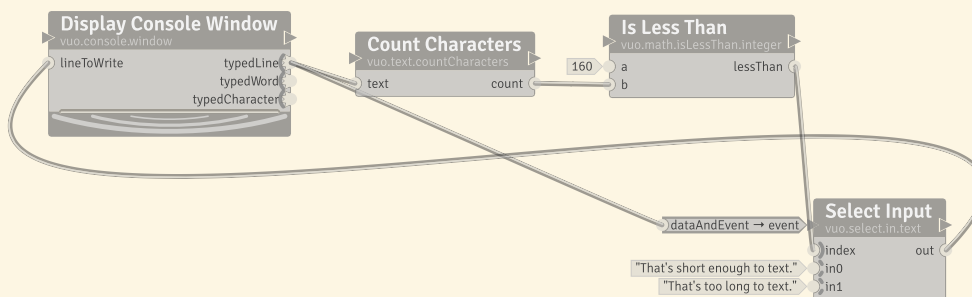 Display Console Window
vuo.console.window
lineToWrite typedLine
typedWord
typedCharacter
Count Characters
vuo.text.countCharacters
text count
Is Less Than
vuo.math.isLessThan.integer
160 a lessThan
b
dataAndEvent → event
Select Input
vuo.select.in.text
index out
"That's short enough to text." in0
"That's too long to text." in1